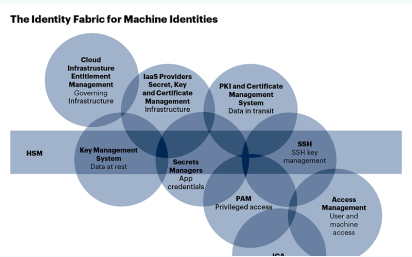 The Identity Fabric for Machine Identities
Cloud
Infrastructure
Entitlement
Management
Governing
Infrastructure
IaaS Providers
Secret, Key
and Certificate
Management
Infrastructure
PKI and Certificate
Management
System
Data in transit
HSM
Key Management
System
Data at rest
Secrets
Managers
App
credentials
SSH
SSH key
management
PAM
Privileged access
Access
Management
User and
machine
access